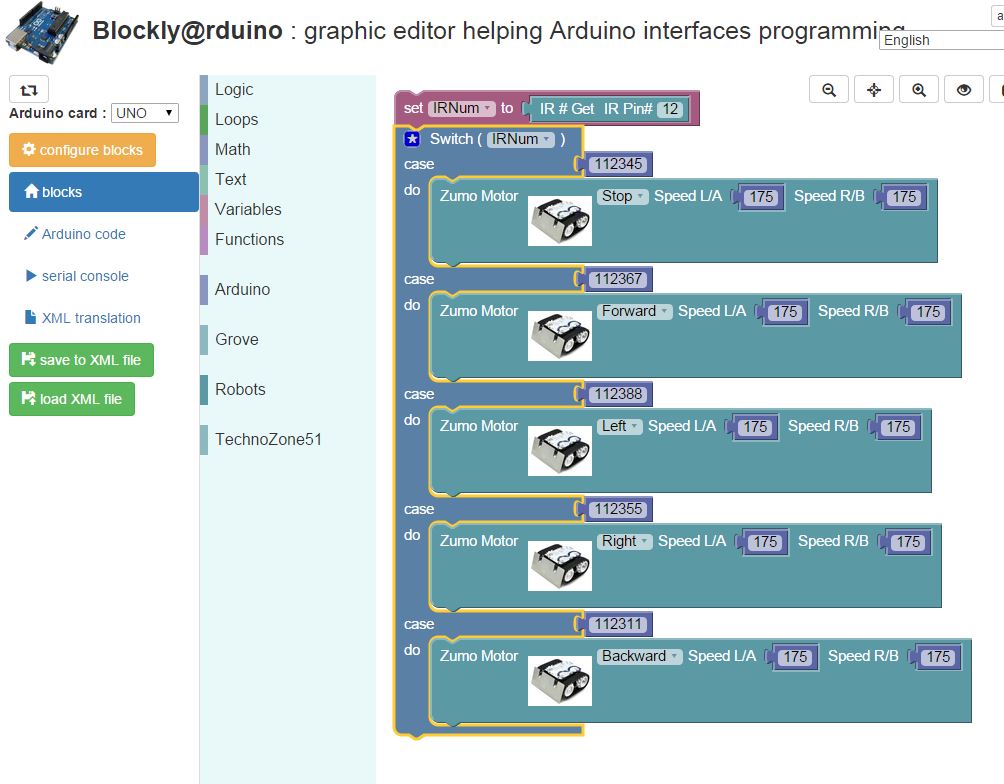 Blockly@rduino : graphic editor helping Arduino interfaces programming
English
Arduino card : UNO
configure blocks
blocks
Arduino code
serial console
XML translation
save to XML file
load XML file
Logic
Loops
Math
Text
Variables
Functions
Arduino
Grove
Robots
TechnoZone51
set IRNum to IR # Get IR Pin# 12
Switch ( IRNum )
case 112345
do Zumo Motor Stop Speed L/A 175 Speed R/B 175
case 112367
do Zumo Motor Forward Speed L/A 175 Speed R/B 175
case 112388
do Zumo Motor Left Speed L/A 175 Speed R/B 175
case 112355
do Zumo Motor Right Speed L/A 175 Speed R/B 175
case 112311
do Zumo Motor Backward Speed L/A 175 Speed R/B 175